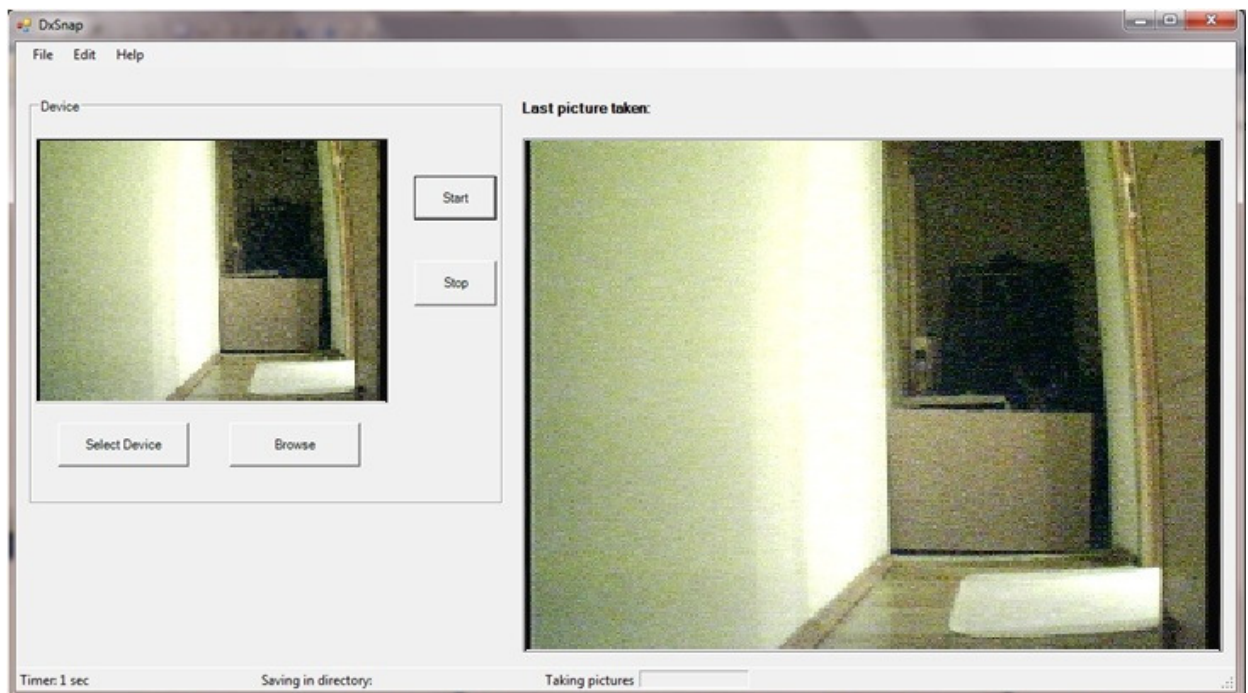 DxSnap
File Edit Help
Device
Last picture taken:
Start
Stop
Select Device
Browse
Timer: 1 sec
Saving in directory:
Taking pictures